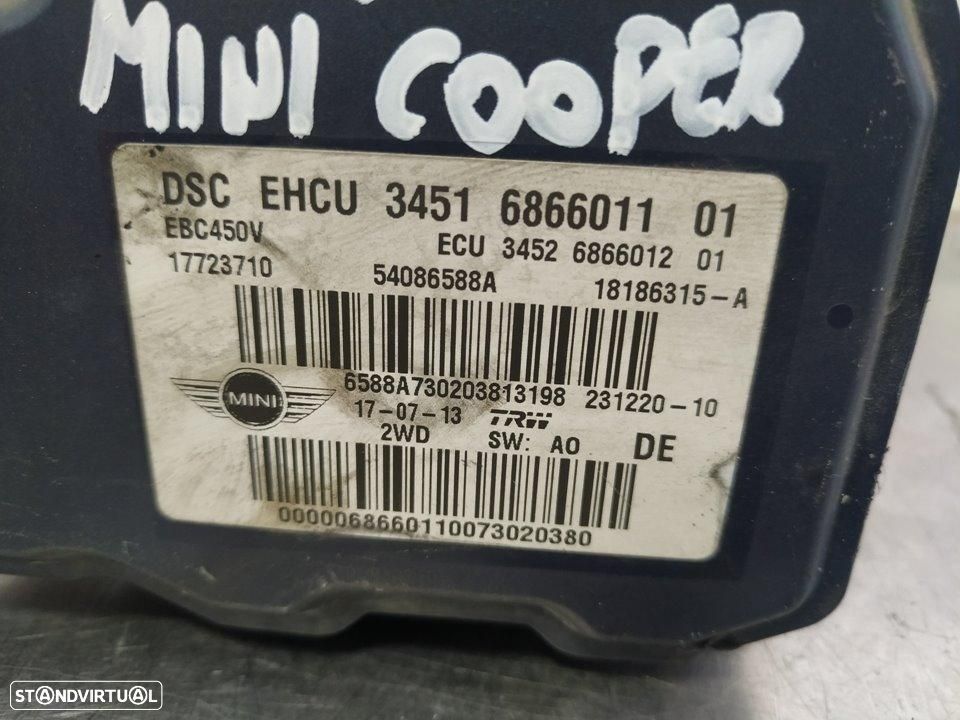 MINI COOPER
DSC EHCU 3451 6866011 01
EBC450V ECU 3452 6866012 01
17723710 54086588A 18186315-A
6588A730203813198 231220-10
MINI 17-07-13 TRW
2WD SW: A0 DE
0000068660110073020380
STANDVIRTUAL